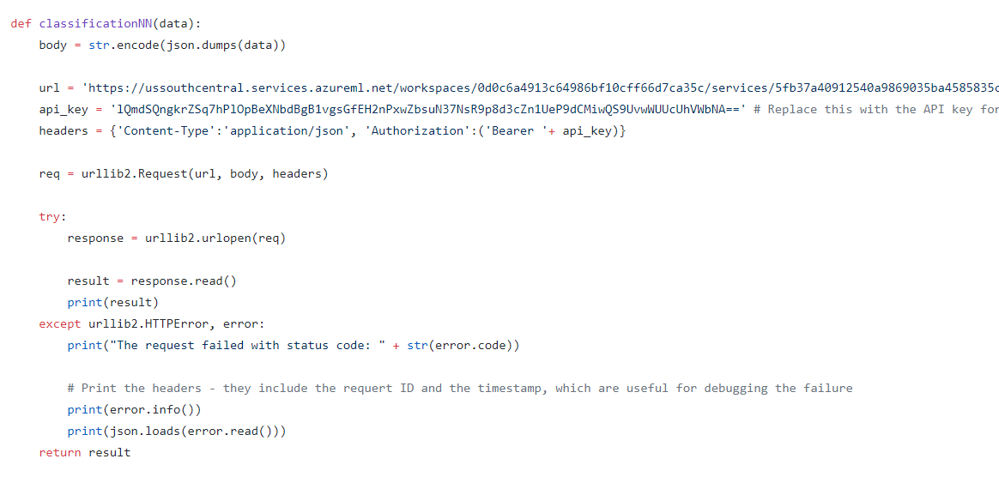 def classificationNN(data):
    body = str.encode(json.dumps(data))
    url = 'https://ussouthcentral.services.azureml.net/workspaces/0d0c6a4913c64986bf10cff66d7ca35c/services/5fb37a40912540a9869035ba4585835c
    api_key = 'lQmdSQngkrZSq7hPlOpBeXNbdBgB1vgsGfEH2nPxwZbsuN37NsR9p8d3cZn1UeP9dCMiwQS9UvwWUUcUhVWbNA==' # Replace this with the API key for
    headers = {'Content-Type':'application/json', 'Authorization':('Bearer '+ api_key)}
    req = urllib2.Request(url, body, headers)
    try:
        response = urllib2.urlopen(req)
        result = response.read()
        print(result)
    except urllib2.HTTPError, error:
        print("The request failed with status code: " + str(error.code))
        # Print the headers - they include the requert ID and the timestamp, which are useful for debugging the failure
        print(error.info())
        print(json.loads(error.read()))
    return result